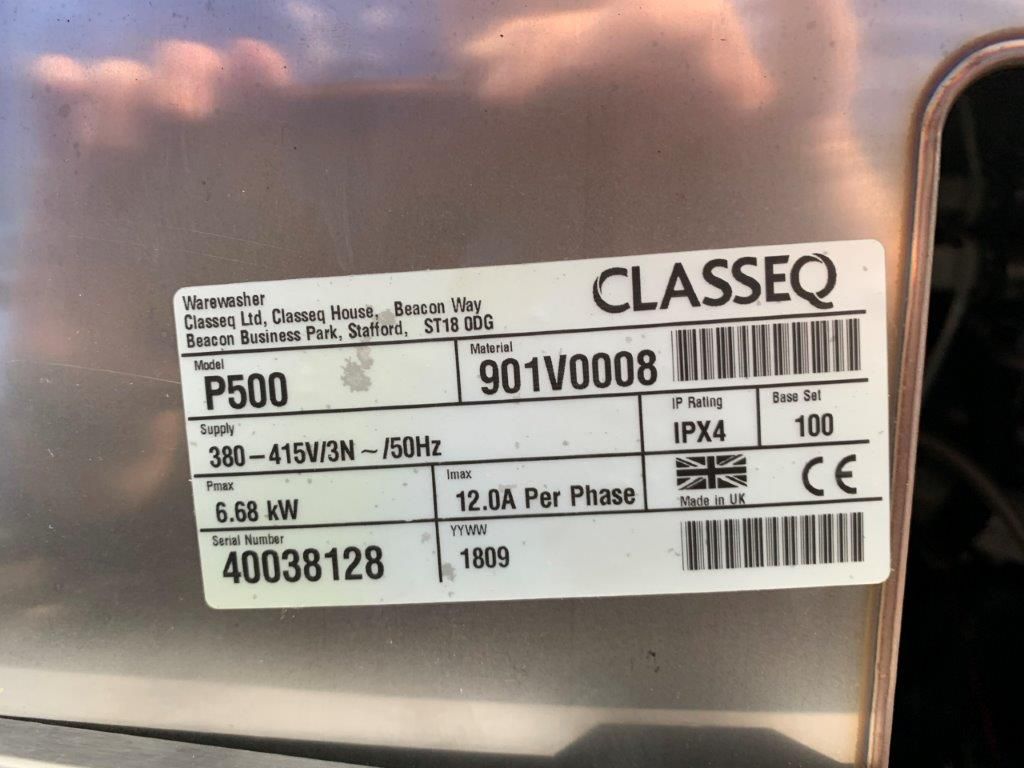 Warewasher
Classeq Ltd, Classeq House, Beacon Way
Beacon Business Park, Stafford, ST18 0DG
CLASSEQ
Model
P500
Material
901V0008
Supply
380-415V/3N ~ /50Hz
IP Rating
IPX4
Base Set
100
Pmax
6.68 kW
Imax
12.0A Per Phase
Made in UK
CE
Serial Number
40038128
YYWW
1809